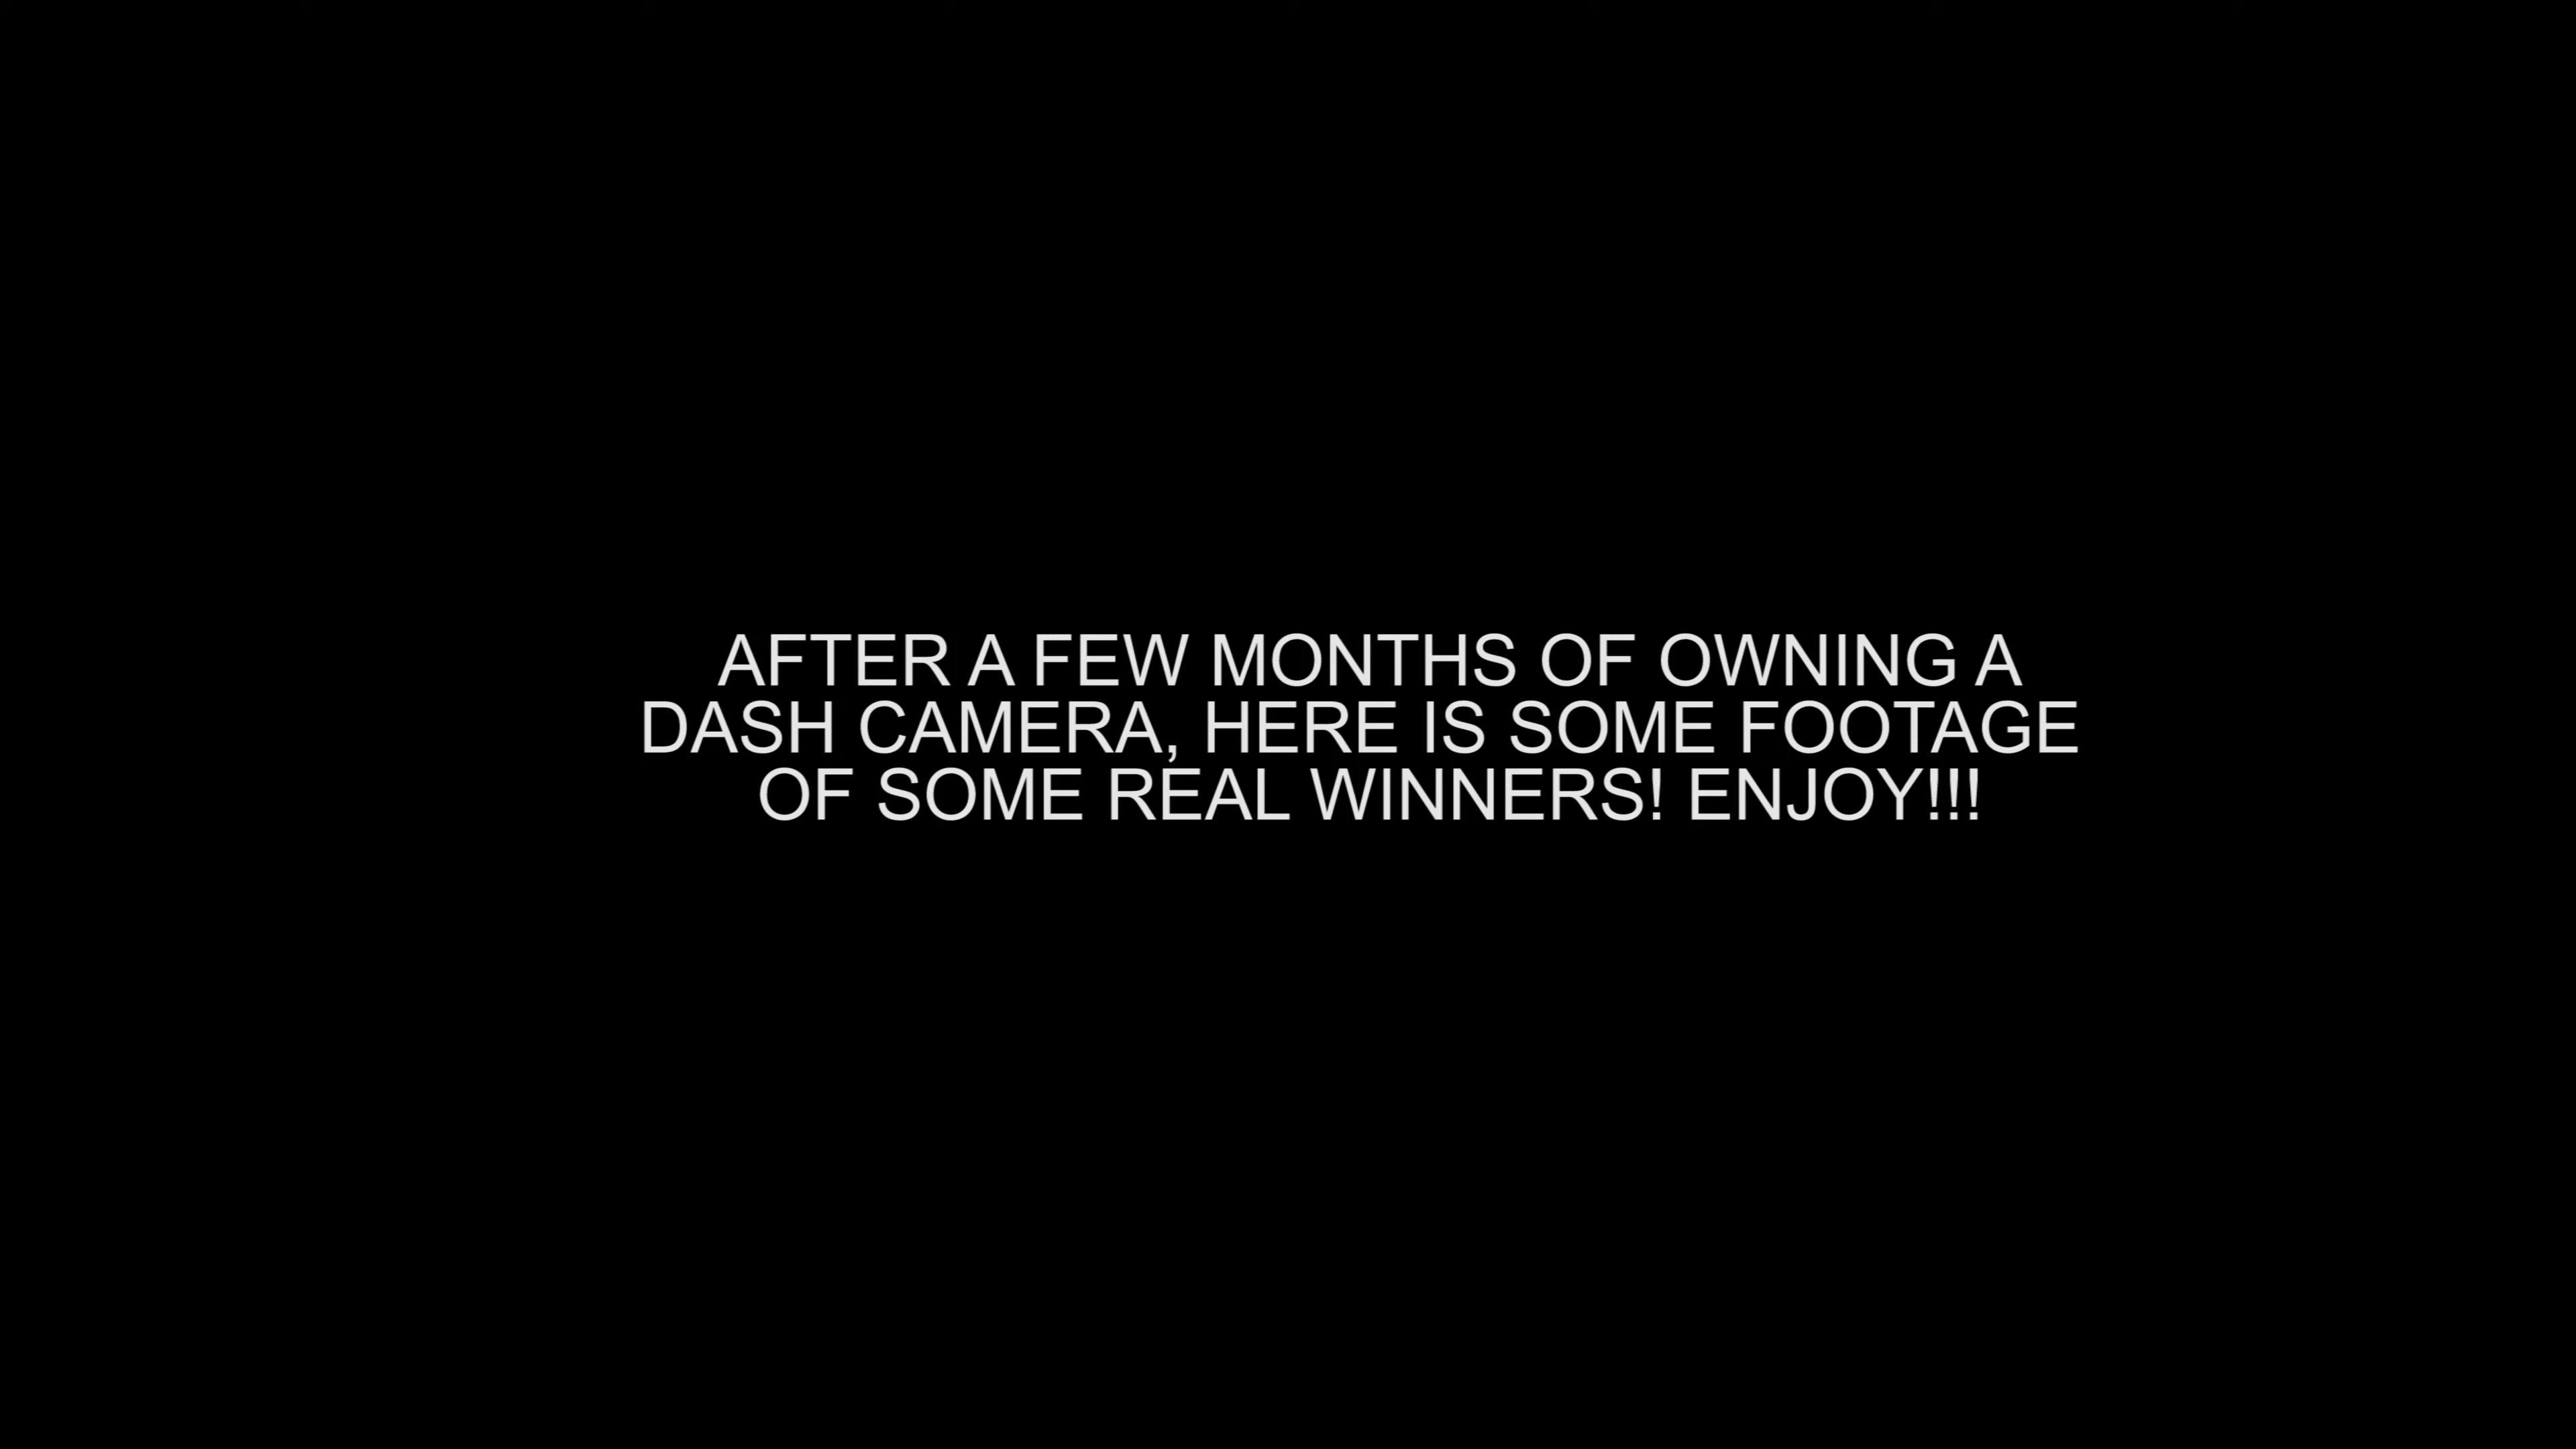 AFTER A FEW MONTHS OF OWNING A
DASH CAMERA, HERE IS SOME FOOTAGE
OF SOME REAL WINNERS! ENJOY!!!